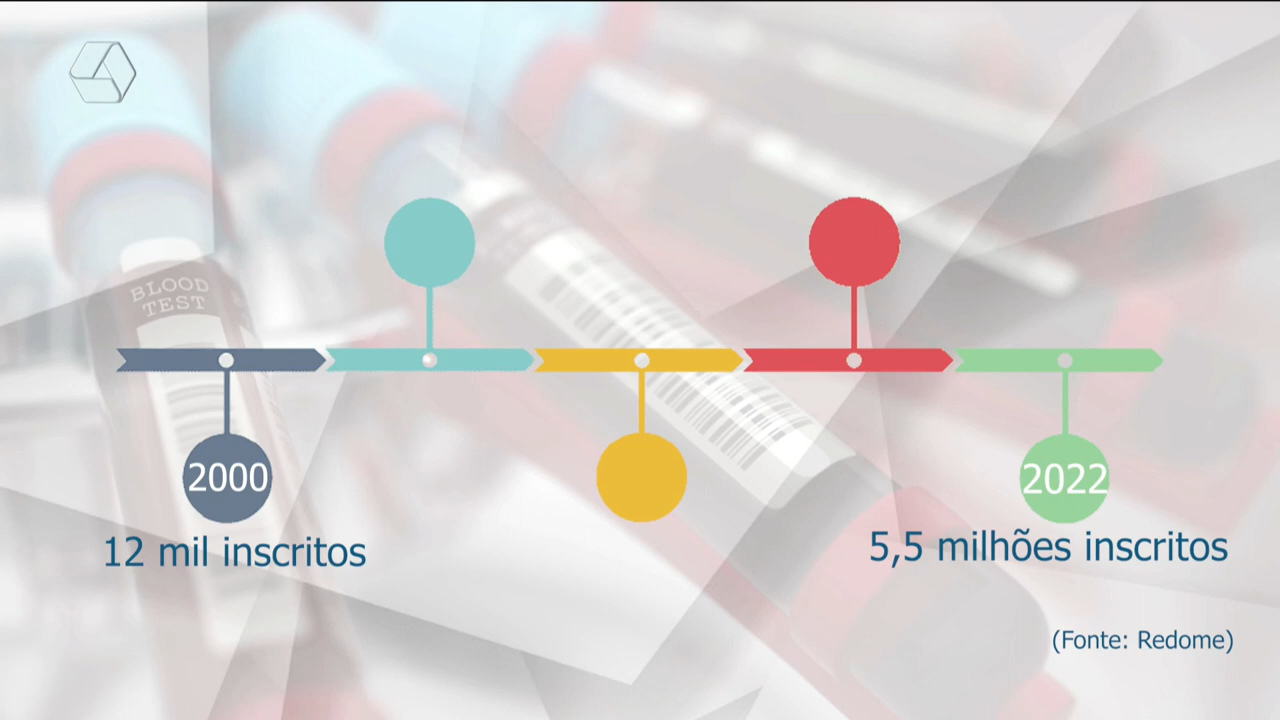 BLOOD
TEST
2000
2022
12 mil inscritos
5,5 milhões inscritos
(Fonte: Redome)